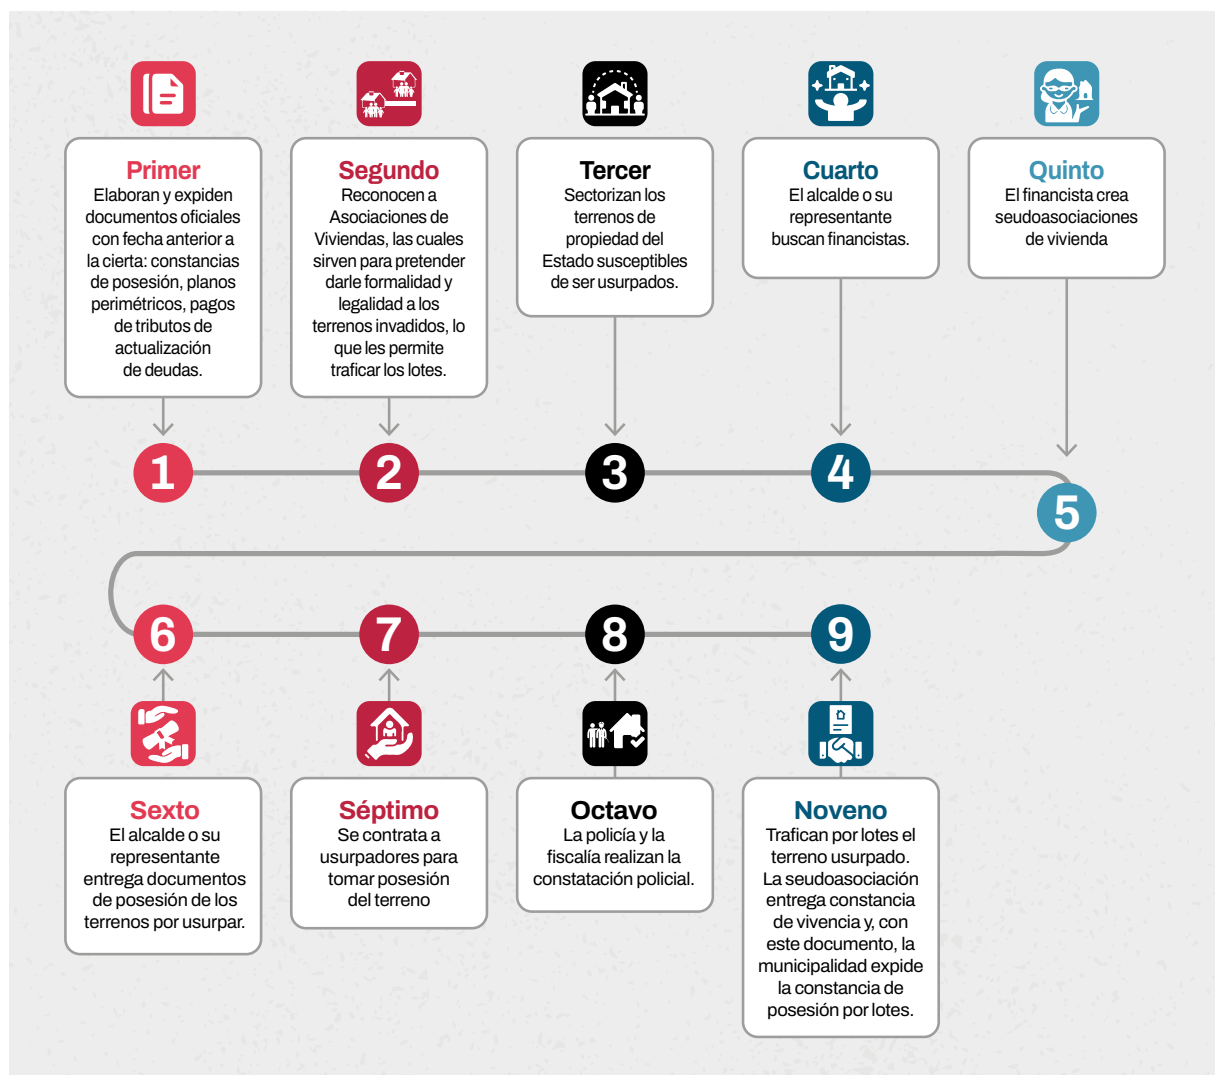 Primer
Elaboran y expiden
documentos oficiales
con fecha anterior a
la cierta: constancias
de posesión, planos
perimétricos, pagos
de tributos de
actualización
de deudas.
Segundo
Reconocen a
Asociaciones de
Viviendas, las cuales
sirven para pretender
darle formalidad y
legalidad a los
terrenos invadidos, lo
que les permite
traficar los lotes.
Tercer
Sectorizan los
terrenos de
propiedad del
Estado susceptibles
de ser usurpados.
Cuarto
El alcalde o su
representante
buscan financistas.
Quinto
El financista crea
seudoasociaciones
de vivienda
1
2
3
4
5
6
7
8
9
Sexto
El alcalde o su
representante
entrega documentos
de posesión de los
terrenos por usurpar.
Séptimo
Se contrata a
usurpadores para
tomar posesión
del terreno
Octavo
La policía y la
fiscalía realizan la
constatación policial.
Noveno
Trafican por lotes el
terreno usurpado.
La seudoasociación
entrega constancia
de vivencia y, con
este documento, la
municipalidad expide
la constancia de
posesión por lotes.